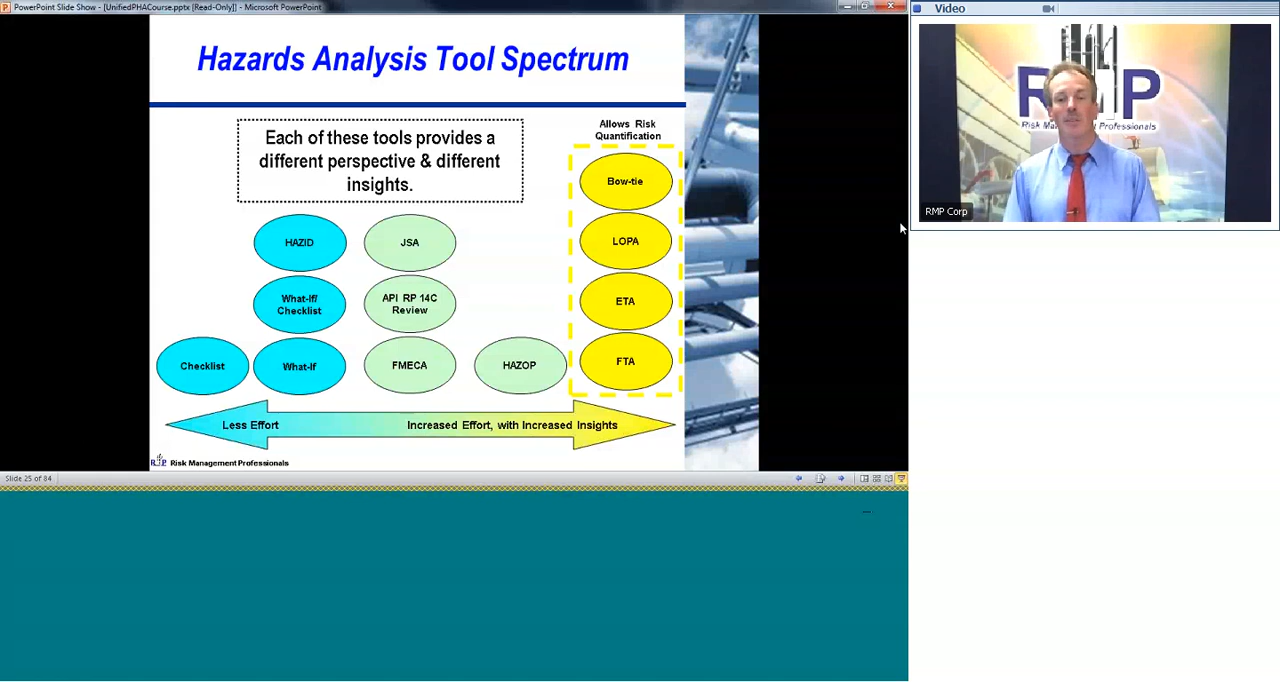 PowerPoint Slide Show - [UnifiedPHACourse.pptx [Read-Only]] - Microsoft PowerPoint
Hazards Analysis Tool Spectrum
Each of these tools provides a
different perspective & different
insights.
Allows Risk
Quantification
Bow-tie
HAZID
JSA
LOPA
What-If/
Checklist
API RP 14C
Review
ETA
Checklist
What-If
FMECA
HAZOP
FTA
Less Effort
Increased Effort, with Increased Insights
Risk Management Professionals
Slide 25 of 84
Video
RMP
Risk Management Professionals
RMP Corp